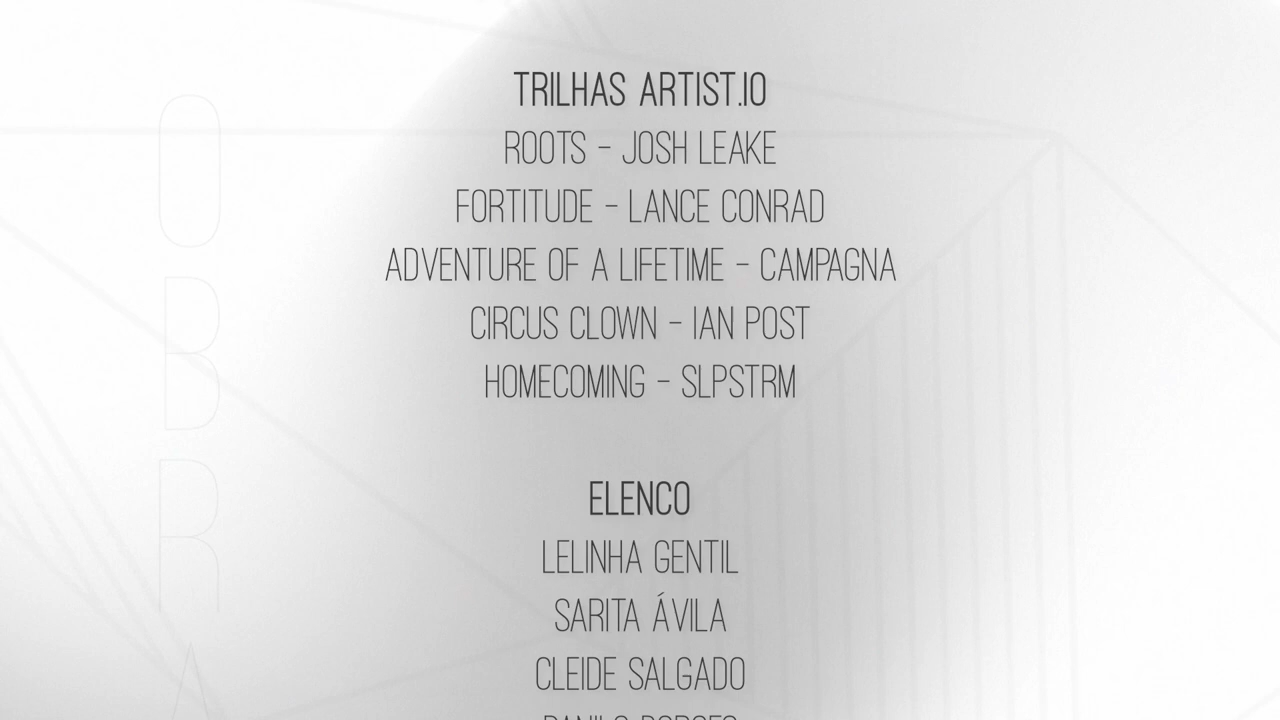 TRILHAS ARTIST.IO
ROOTS - JOSH LEAKE
FORTITUDE - LANCE CONRAD
ADVENTURE OF A LIFETIME - CAMPAGNA
CIRCUS CLOWN - IAN POST
HOMECOMING - SLPSTRM
ELENCO
LELINHA GENTIL
SARITA ÁVILA
CLEIDE SALGADO
OBRA